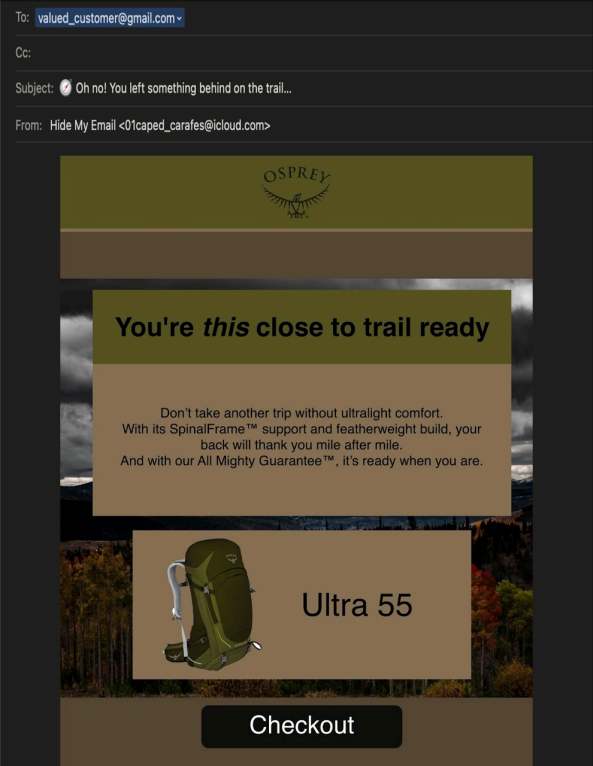 To: valued_customer@gmail.com
Cc:
Subject: 🧭 Oh no! You left something behind on the trail...
From: Hide My Email <01caped_carafes@icloud.com>
OSPREY
You're this close to trail ready
Don't take another trip without ultralight comfort.
With its SpinalFrame™ support and featherweight build, your
back will thank you mile after mile.
And with our All Mighty Guarantee™, it's ready when you are.
Ultra 55
Checkout